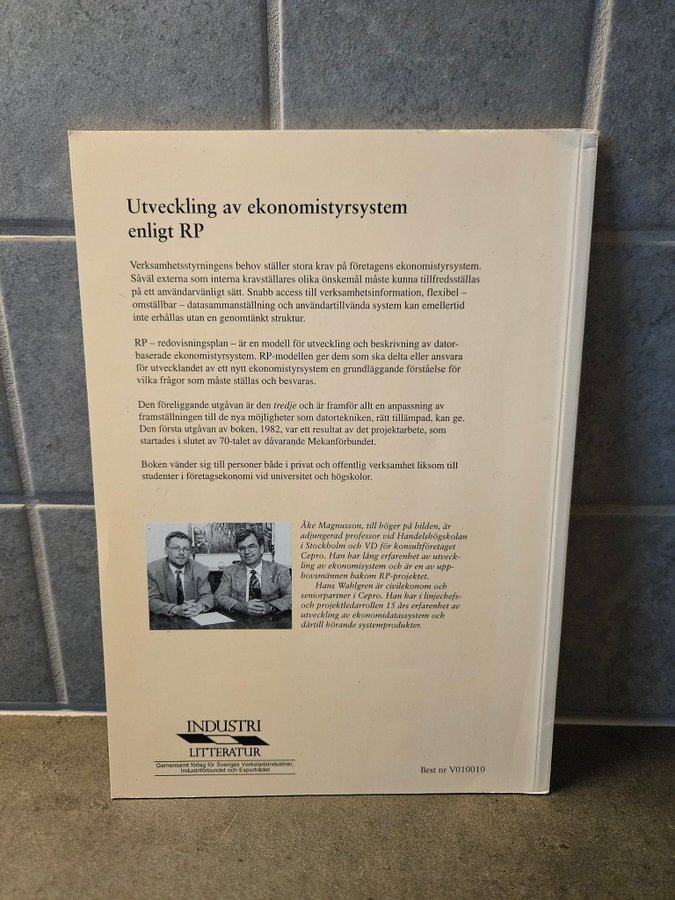 Utveckling av ekonomistyrsystem
enligt RP
Verksamhetsstyrningens behov ställer stora krav på företagens ekonomistyrsystem.
Såväl externa som interna kravställares olika önskemål måste kunna tillfredsställas
på ett användarvänligt sätt. Snabb access till verksamhetsinformation, flexibel –
omställbar – datasammanställning och användartillvända system kan emellertid
inte erhållas utan en genomtänkt struktur.
RP – redovisningsplan – är en modell för utveckling och beskrivning av dator-
baserade ekonomistyrsystem. RP-modellen ger dem som ska delta eller ansvara
för utvecklandet av ett nytt ekonomistyrsystem en grundläggande förståelse för
vilka frågor som måste ställas och besvaras.
Den föreliggande utgåvan är den tredje och är framför allt en anpassning av
framställningen till de nya möjligheter som datortekniken, rätt tillämpad, kan ge.
Den första utgåvan av boken, 1982, var ett resultat av det projektarbete, som
startades i slutet av 70-talet av dåvarande Mekanförbundet.
Boken vänder sig till personer både i privat och offentlig verksamhet liksom till
studenter i företagsekonomi vid universitet och högskolor.
Åke Magnusson, till höger på bilden, är
adjungerad professor vid Handelshögskolan
i Stockholm och VD för konsultföretaget
Cepro. Han har lång erfarenhet av utveck-
ling av ekonomisystem och är en av upp-
hovsmännen bakom RP-projektet.
Hans Wahlgren är civilekonom och
seniorpartner i Cepro. Han har i linjechefs-
och projektledarrollen 15 års erfarenhet av
utveckling av ekonomidatassystem och
därtill hörande systemprodukter.
INDUSTRI
LITTERATUR
Gemensamt förlag för Sveriges Verkstadsindustrier,
Industriförbundet och Exportrådet
Best nr V010010